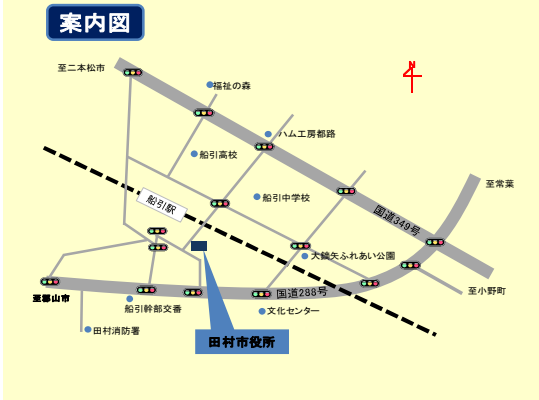 案内図
N
至二本松市
福祉の森
ハム工房都路
船引高校
至常葉
船引中学校
船引駅
国道349号
大鏑矢ふれあい公園
至小野町
国道288号
至郡山市
船引幹部交番
文化センター
田村消防署
田村市役所